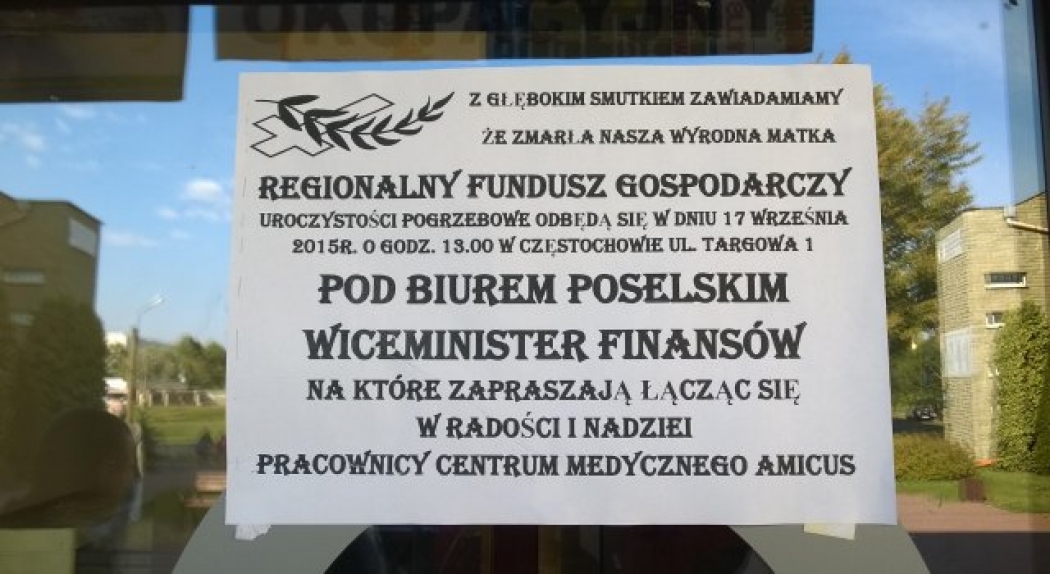 OKUPACYJNY
Z GŁĘBOKIM SMUTKIEM ZAWIADAMIAMY
ŻE ZMARŁA NASZA WYRODNA MATKA
REGIONALNY FUNDUSZ GOSPODARCZY
UROCZYSTOŚCI POGRZEBOWE ODBĘDĄ SIĘ W DNIU 17 WRZEŚNIA
2015R. O GODZ. 13.00 W CZĘSTOCHOWIE UL. TARGOWA 1
POD BIUREM POSELSKIM
WICEMINISTER FINANSÓW
NA KTÓRE ZAPRASZAJĄ ŁĄCZĄC SIĘ
W RADOŚCI I NADZIEI
PRACOWNICY CENTRUM MEDYCZNEGO AMICUS